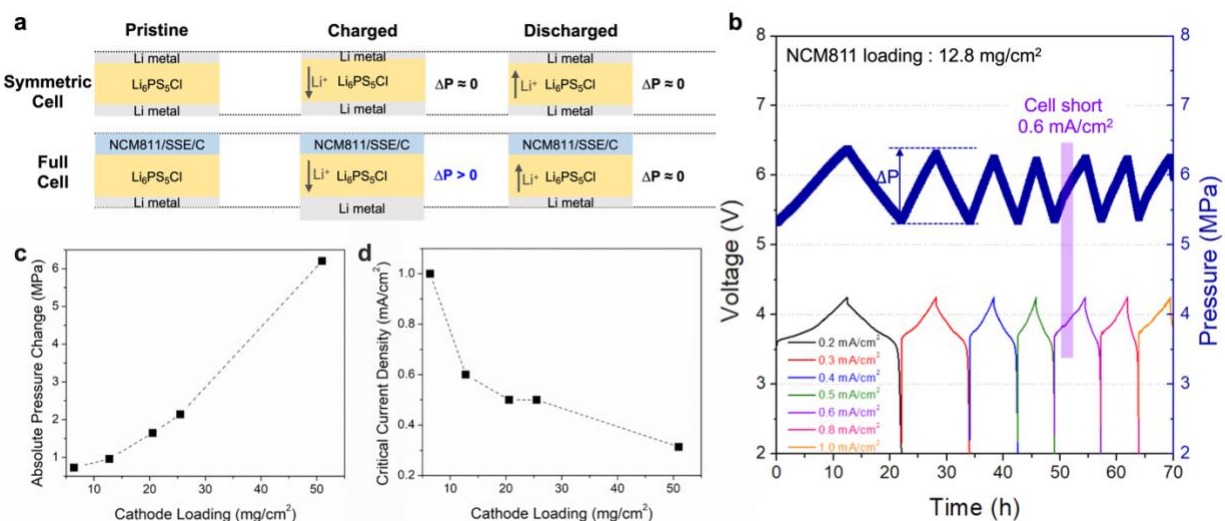 a
Pristine
Charged
Discharged
Symmetric Cell
Li metal
Li₆PS₅Cl
Li metal
Li metal
Li⁺ Li₆PS₅Cl
Li metal
ΔP ≈ 0
Li metal
Li⁺ Li₆PS₅Cl
Li metal
ΔP ≈ 0
Full Cell
NCM811/SSE/C
Li₆PS₅Cl
Li metal
NCM811/SSE/C
Li⁺ Li₆PS₅Cl
Li metal
ΔP > 0
NCM811/SSE/C
Li⁺ Li₆PS₅Cl
Li metal
ΔP ≈ 0
b
NCM811 loading : 12.8 mg/cm²
Cell short
0.6 mA/cm²
ΔP
Voltage (V)
8
7
6
5
4
3
2
Pressure (MPa)
8
7
6
5
4
3
2
0.2 mA/cm²
0.3 mA/cm²
0.4 mA/cm²
0.5 mA/cm²
0.6 mA/cm²
0.8 mA/cm²
1.0 mA/cm²
0 10 20 30 40 50 60 70
Time (h)
c
Absolute Pressure Change (MPa)
6
5
4
3
2
1
10 20 30 40 50
Cathode Loading (mg/cm²)
d
Critical Current Density (mA/cm²)
1.0
0.8
0.6
0.4
0.2
10 20 30 40 50
Cathode Loading (mg/cm²)